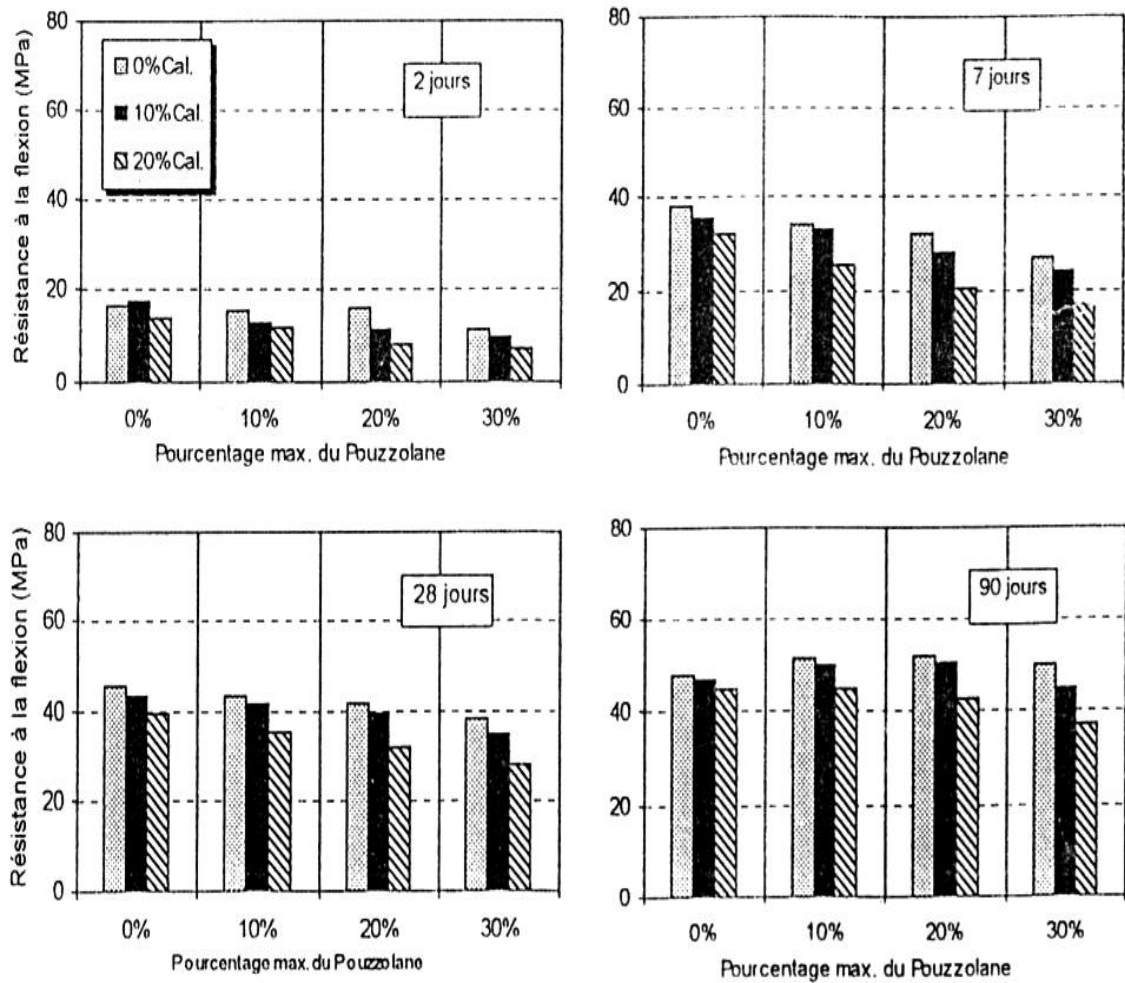 Résistance à la flexion (MPa)
80
60
40
20
0
0%Cal.
10%Cal.
20%Cal.
2 jours
0% 10% 20% 30%
Pourcentage max. du Pouzzolane
80
60
40
20
0
7 jours
0% 10% 20% 30%
Pourcentage max. du Pouzzolane
Résistance à la flexion (MPa)
80
60
40
20
0
28 jours
0% 10% 20% 30%
Pourcentage max. du Pouzzolane
80
60
40
20
0
90 jours
0% 10% 20% 30%
Pourcentage max. du Pouzzolane